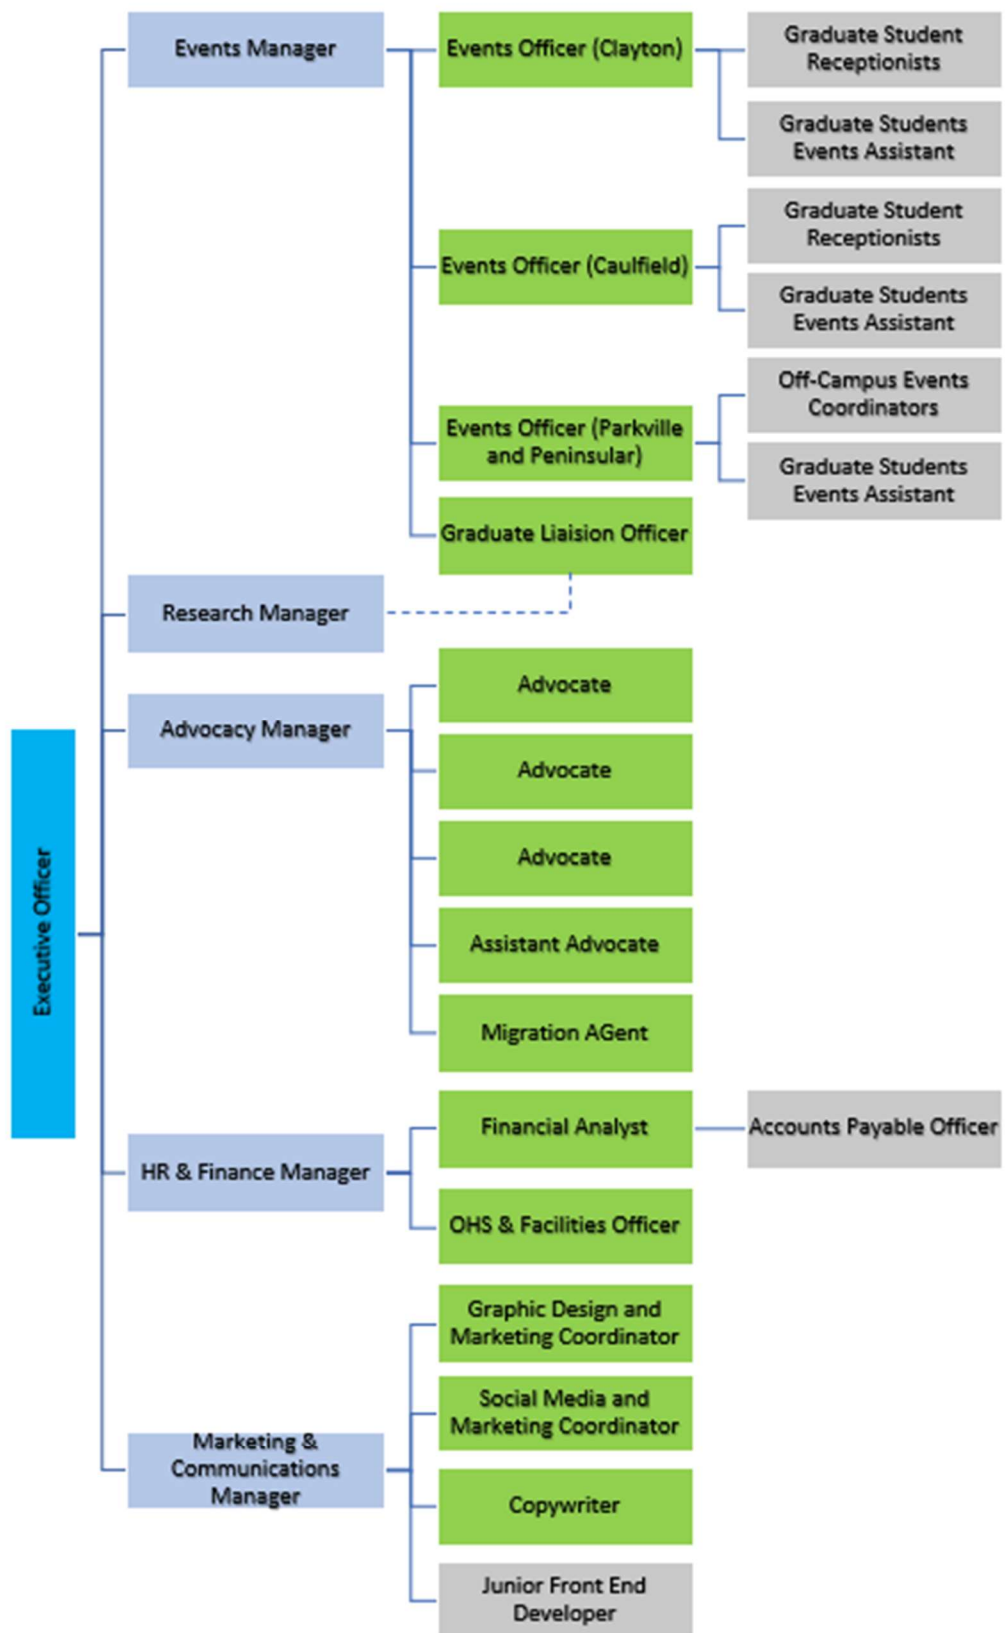 Executive Officer
Events Manager
Events Officer (Clayton)
Graduate Student
Receptionists
Graduate Students
Events Assistant
Events Officer (Caulfield)
Graduate Student
Receptionists
Graduate Students
Events Assistant
Events Officer (Parkville
and Peninsular)
Off-Campus Events
Coordinators
Graduate Students
Events Assistant
Graduate Liaision Officer
Research Manager
Advocacy Manager
Advocate
Advocate
Advocate
Assistant Advocate
Migration AGent
HR & Finance Manager
Financial Analyst
Accounts Payable Officer
OHS & Facilities Officer
Marketing &
Communications
Manager
Graphic Design and
Marketing Coordinator
Social Media and
Marketing Coordinator
Copywriter
Junior Front End
Developer